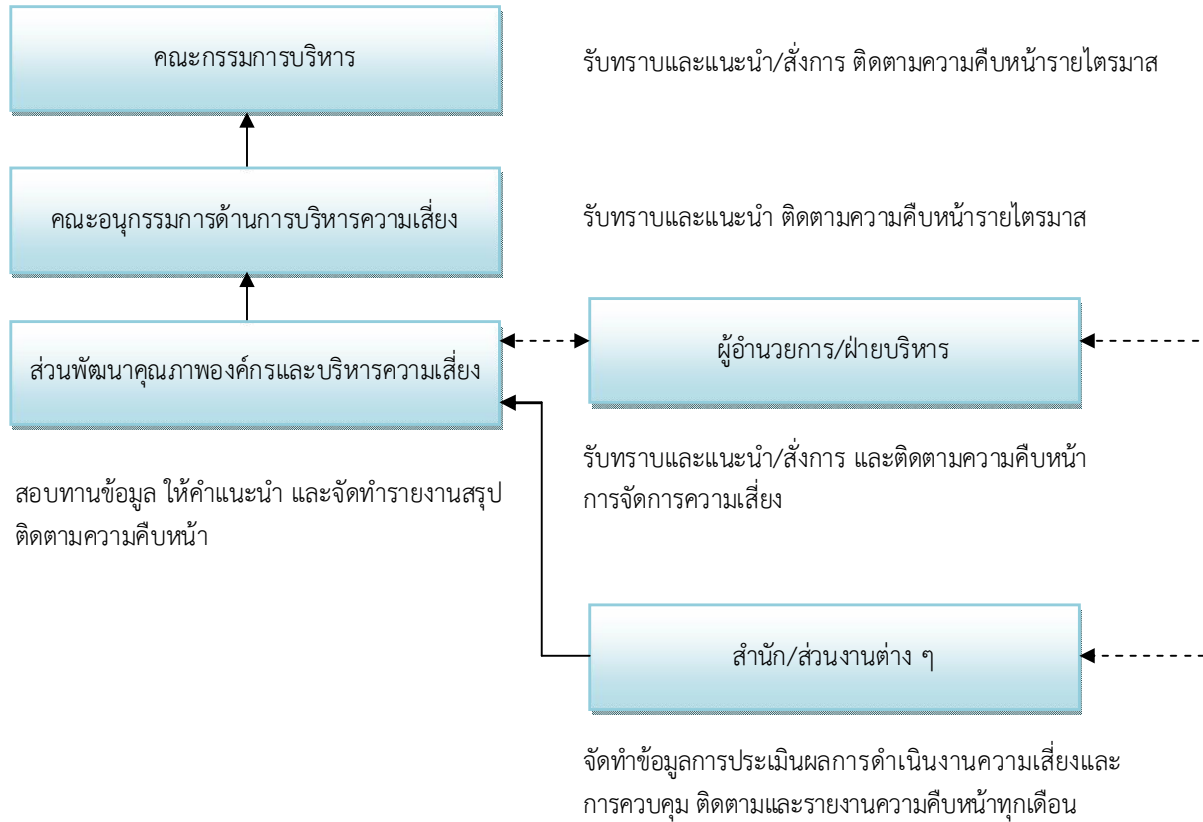 คณะกรรมการบริหาร
รับทราบและแนะนำ/สั่งการ ติดตามความคืบหน้ารายไตรมาส
คณะอนุกรรมการด้านการบริหารความเสี่ยง
รับทราบและแนะนำ ติดตามความคืบหน้ารายไตรมาส
ส่วนพัฒนาคุณภาพองค์กรและบริหารความเสี่ยง
ผู้อำนวยการ/ฝ่ายบริหาร
สอบทานข้อมูล ให้คำแนะนำ และจัดทำรายงานสรุป
ติดตามความคืบหน้า
รับทราบและแนะนำ/สั่งการ และติดตามความคืบหน้า
การจัดการความเสี่ยง
สำนัก/ส่วนงานต่าง ๆ
จัดทำข้อมูลการประเมินผลการดำเนินงานความเสี่ยงและ
การควบคุม ติดตามและรายงานความคืบหน้าทุกเดือน